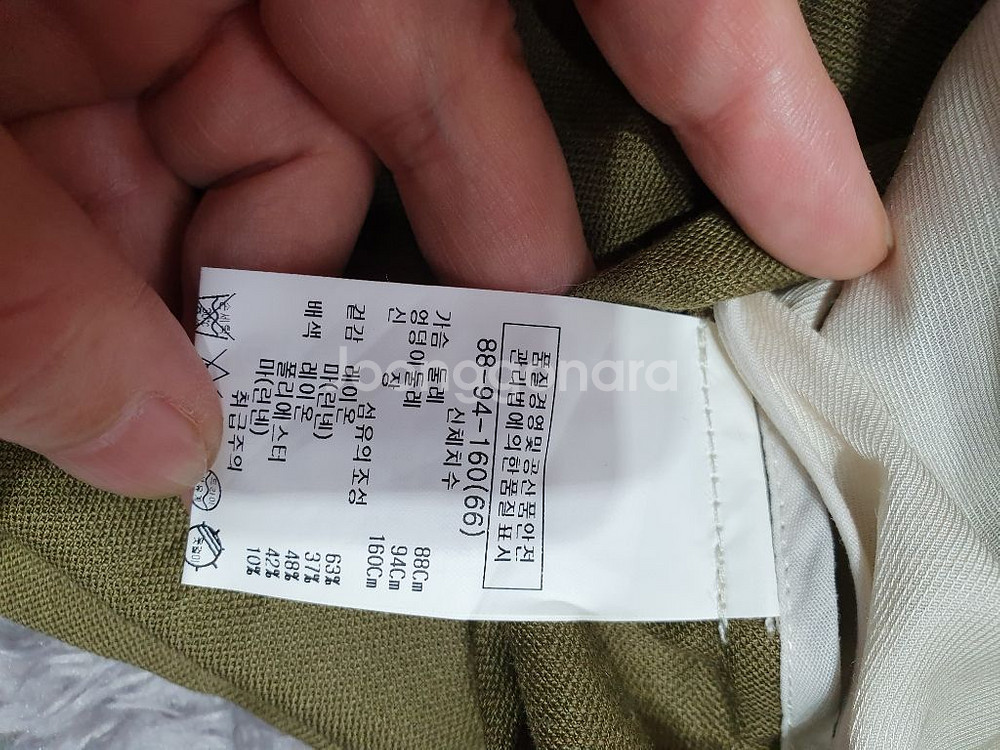 품질경영및공산품안전
관리법에의한품질표시
88-94-160(66)
신체치수
가슴 둘레 88Cm
엉덩이둘레 94Cm
신 장 160Cm
섬유의 조성
겉감 레이온 63%
마(린넨) 37%
배색 레이온 48%
폴리에스터 42%
마(린넨) 10%
취급주의